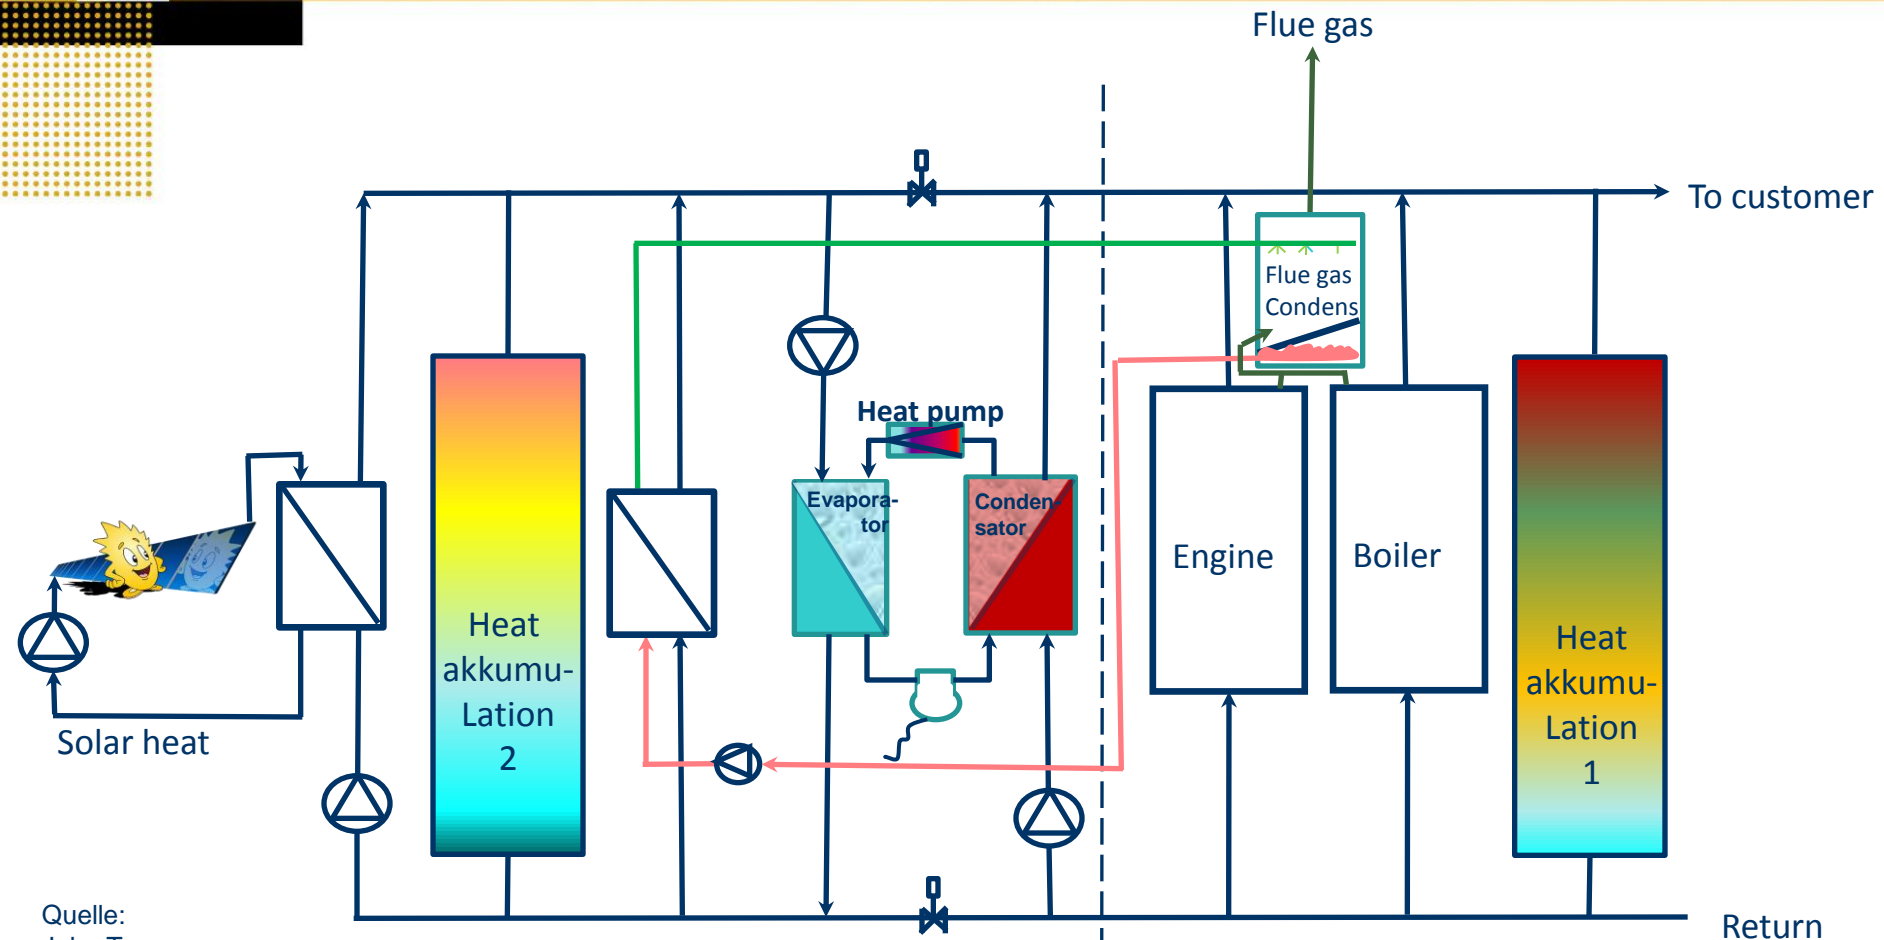 Flue gas
To customer
Flue gas
Condens
Heat pump
Evapora-
tor
Conden-
sator
Engine
Boiler
Heat
akkumu-
Lation
2
Heat
akkumu-
Lation
1
Solar heat
Quelle:
Return